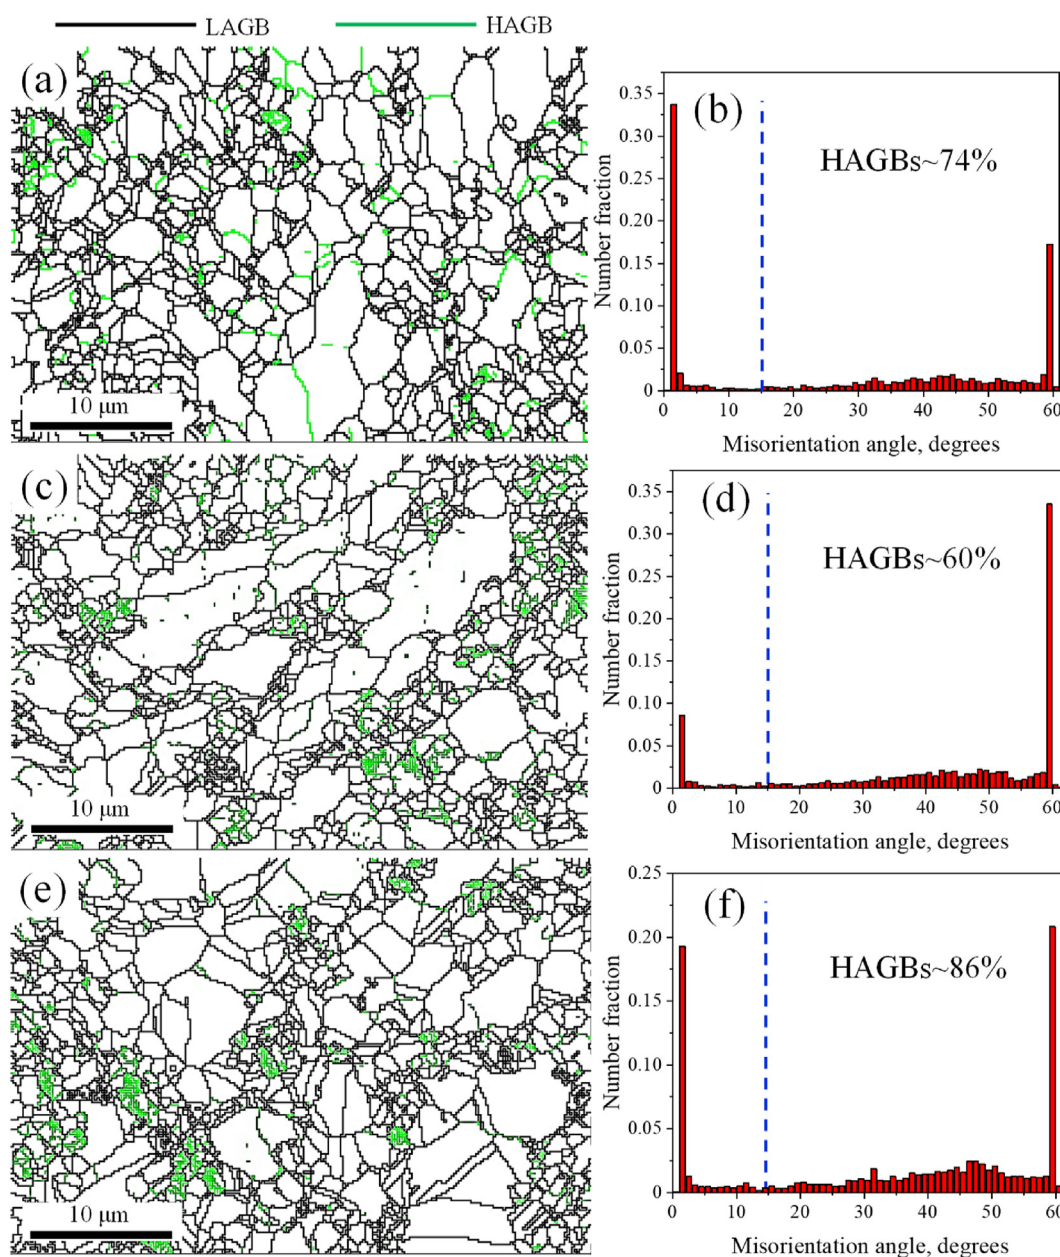 LAGB HAGB
(a)
10 μm
(b)
HAGBs~74%
Number fraction
0.35
0.30
0.25
0.20
0.15
0.10
0.05
0
0 10 20 30 40 50 60
Misorientation angle, degrees
(c)
10 μm
(d)
HAGBs~60%
Number fraction
0.35
0.30
0.25
0.20
0.15
0.10
0.05
0
0 10 20 30 40 50 60
Misorientation angle, degrees
(e)
10 μm
(f)
HAGBs~86%
Number fraction
0.25
0.20
0.15
0.10
0.05
0
0 10 20 30 40 50 60
Misorientation angle, degrees